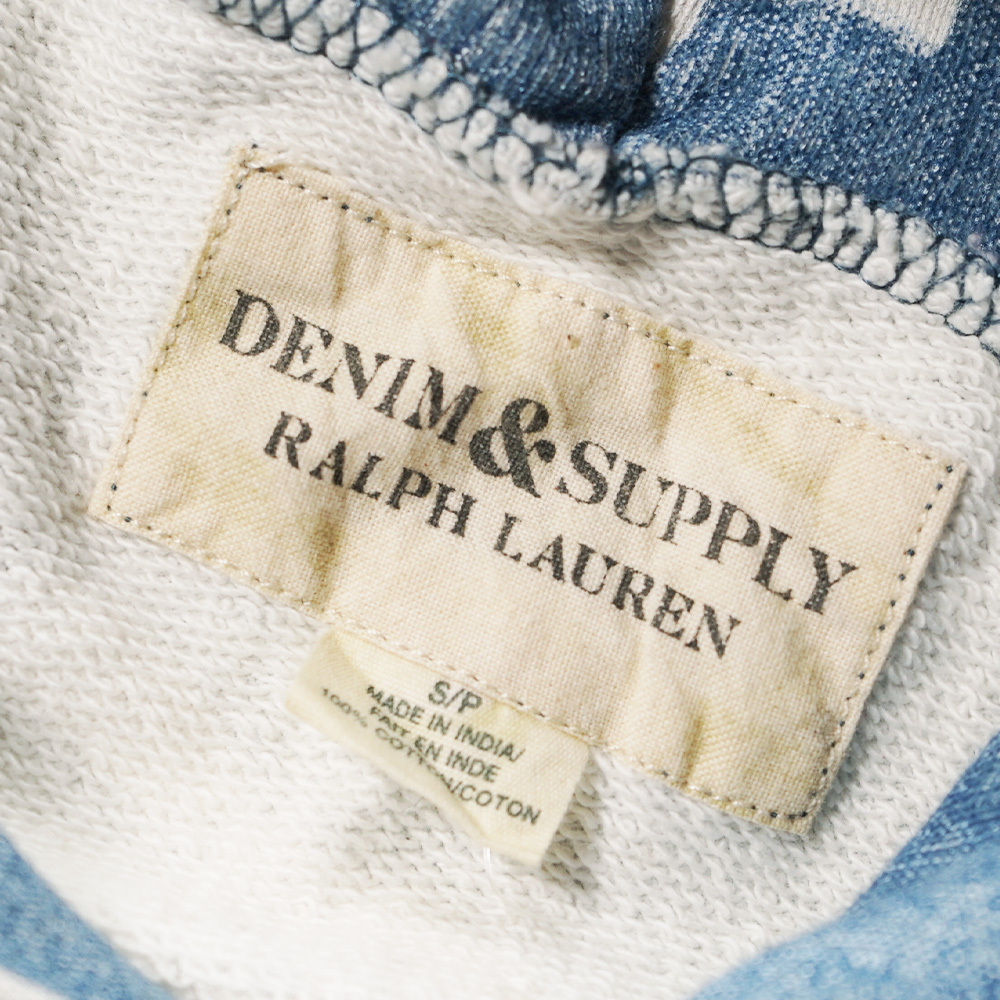 DENIM & SUPPLY
RALPH LAUREN
S/P
MADE IN INDIA/
FAIT EN INDE
100% COTTON/COTON